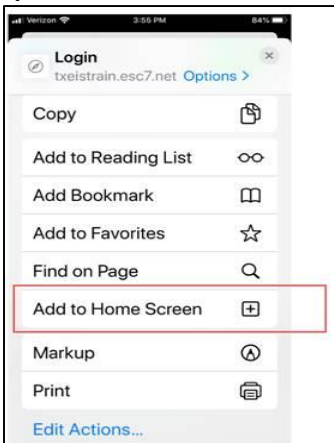 Verizon 3:55 PM 84%
Login
txeistrain.esc7.net Options >
Copy
Add to Reading List
Add Bookmark
Add to Favorites
Find on Page
Add to Home Screen
Markup
Print
Edit Actions...